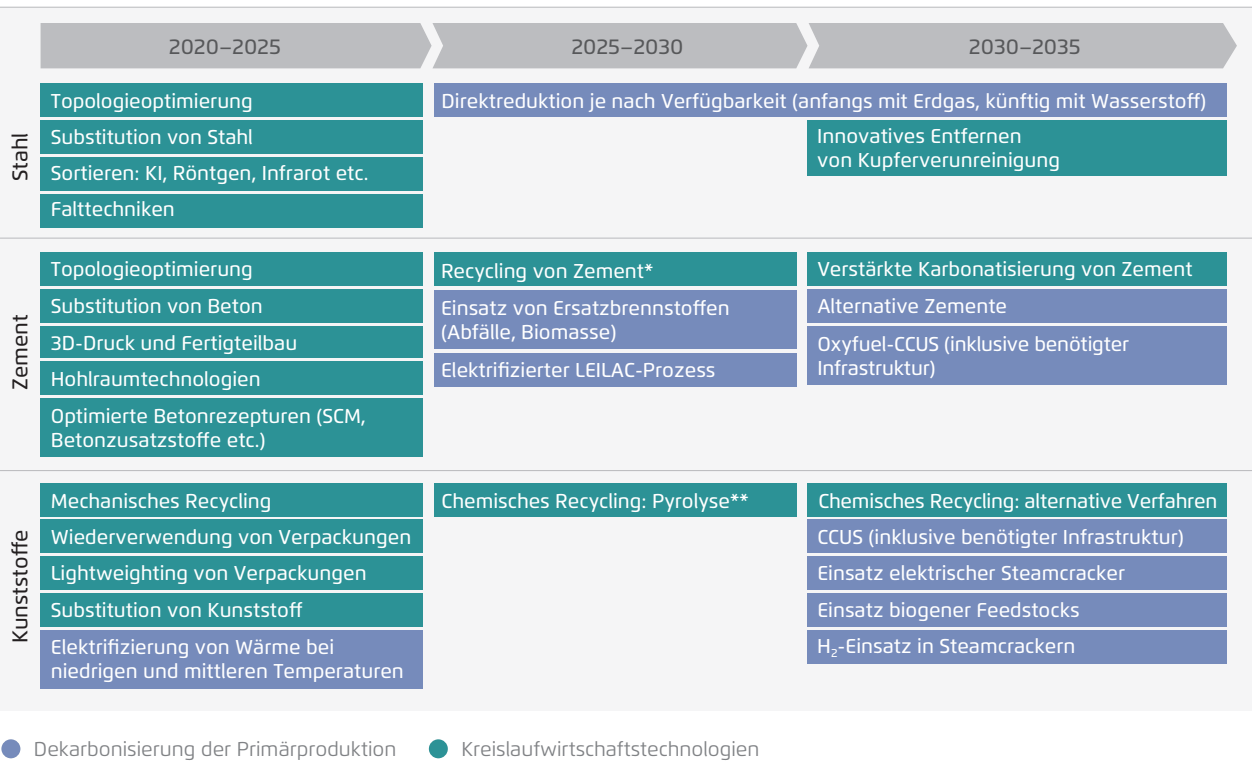 2020–2025
2025–2030
2030–2035
Stahl
Topologieoptimierung
Substitution von Stahl
Sortieren: KI, Röntgen, Infrarot etc.
Falttechniken
Direktreduktion je nach Verfügbarkeit (anfangs mit Erdgas, künftig mit Wasserstoff)
Innovatives Entfernen
von Kupferverunreinigung
Zement
Topologieoptimierung
Substitution von Beton
3D-Druck und Fertigteilbau
Hohlraumtechnologien
Optimierte Betonrezepturen (SCM,
Betonzusatzstoffe etc.)
Recycling von Zement*
Einsatz von Ersatzbrennstoffen
(Abfälle, Biomasse)
Elektrifizierter LEILAC-Prozess
Verstärkte Karbonatisierung von Zement
Alternative Zemente
Oxyfuel-CCUS (inklusive benötigter
Infrastruktur)
Kunststoffe
Mechanisches Recycling
Wiederverwendung von Verpackungen
Lightweighting von Verpackungen
Substitution von Kunststoff
Elektrifizierung von Wärme bei
niedrigen und mittleren Temperaturen
Chemisches Recycling: Pyrolyse**
Chemisches Recycling: alternative Verfahren
CCUS (inklusive benötigter Infrastruktur)
Einsatz elektrischer Steamcracker
Einsatz biogener Feedstocks
H₂-Einsatz in Steamcrackern
Dekarbonisierung der Primärproduktion
Kreislaufwirtschaftstechnologien